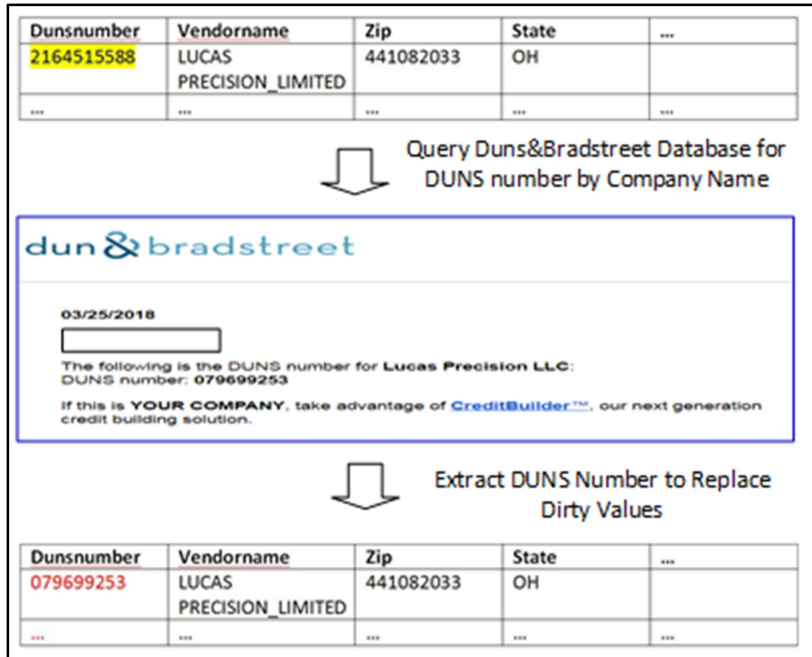 Dunsnumber Vendorname Zip State ...
2164515588 LUCAS 441082033 OH
PRECISION_LIMITED
... ... ... ... ...
Query Duns&Bradstreet Database for
DUNS number by Company Name
dun & bradstreet
03/25/2018
The following is the DUNS number for Lucas Precision LLC:
DUNS number: 079699253
If this is YOUR COMPANY, take advantage of CreditBuilder™, our next generation
credit building solution.
Extract DUNS Number to Replace
Dirty Values
Dunsnumber Vendorname Zip State ...
079699253 LUCAS 441082033 OH
PRECISION_LIMITED
... ... ... ... ...